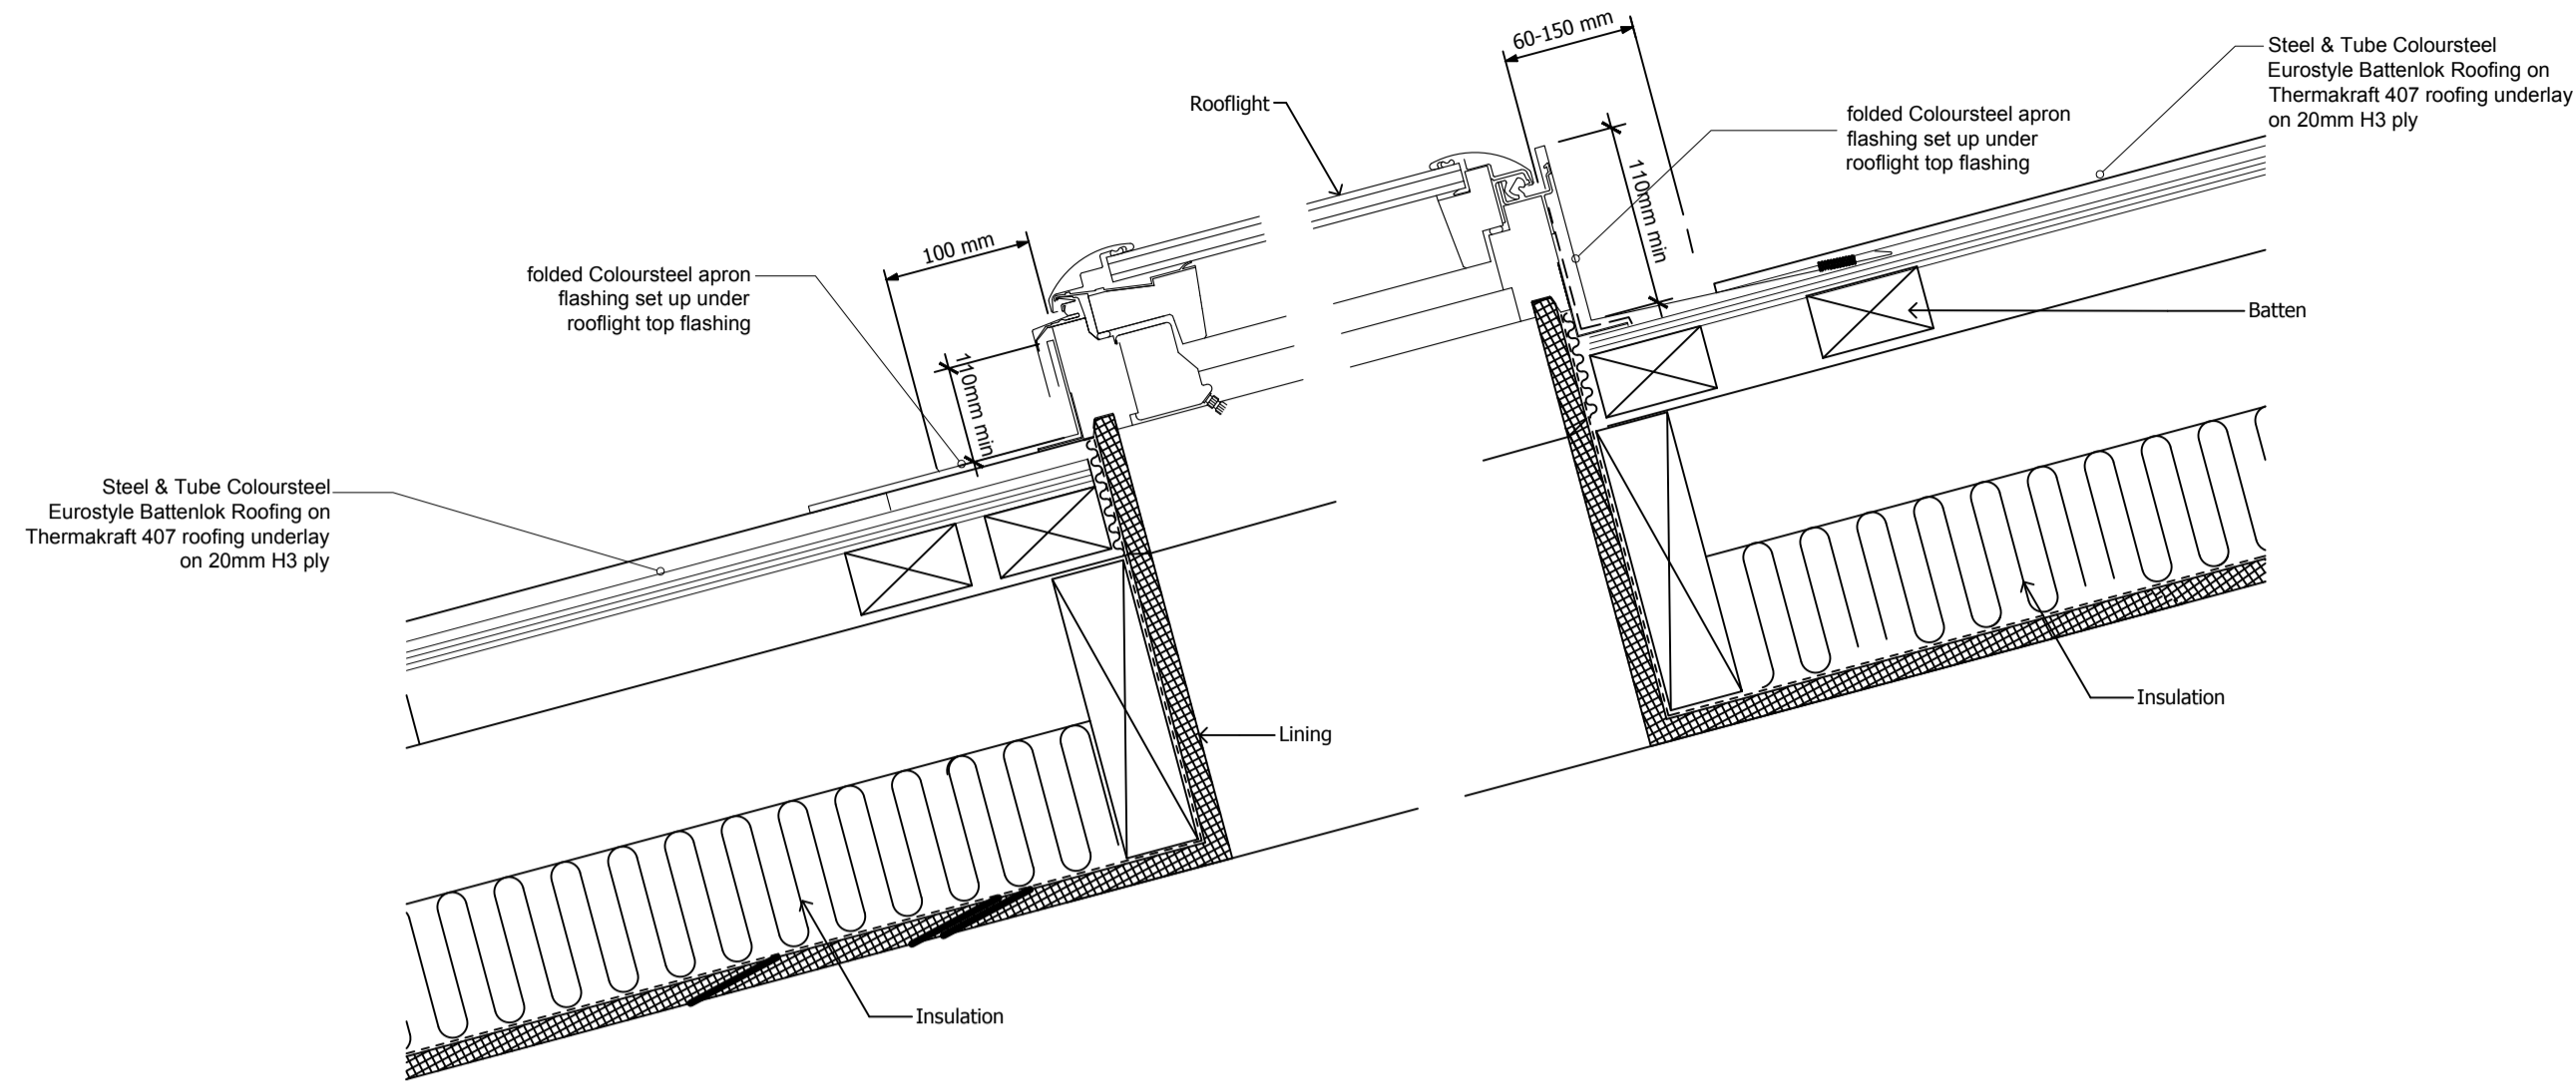 60-150 mm
Steel & Tube Coloursteel
Eurostyle Battenlok Roofing on
Thermakraft 407 roofing underlay
on 20mm H3 ply
Rooflight
folded Coloursteel apron
flashing set up under
rooflight top flashing
110mm min
100 mm
folded Coloursteel apron
flashing set up under
rooflight top flashing
Batten
110mm min
Steel & Tube Coloursteel
Eurostyle Battenlok Roofing on
Thermakraft 407 roofing underlay
on 20mm H3 ply
Insulation
Lining
Insulation